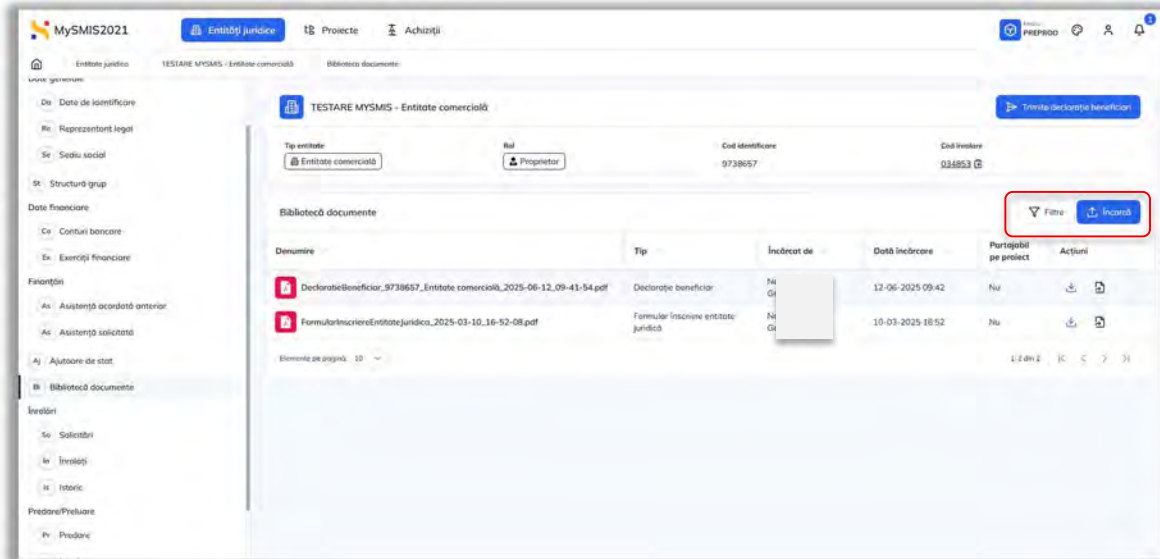 MySMIS2021
Entități juridice
Proiecte
Achiziții
PREPROD
1
Entitate juridica
TESTARE MYSMIS - Entitate comercială
Biblioteca documente
Date generale
Da Date de identificare
Re Reprezentant legal
Se Sediu social
St Structură grup
Date financiare
Co Conturi bancare
Ex Exerciții financiare
Finanțări
As Asistență acordată anterior
As Asistență solicitată
Aj Ajutoare de stat
Bi Bibliotecă documente
Înrolări
So Solicitări
În Înrolați
Is Istoric
Predare/Preluare
Pr Predare
TESTARE MYSMIS - Entitate comercială
Trimite declarație beneficiari
Tip entitate Rol Cod identificare Cod înrolare
Entitate comercială Proprietar 9738657 034853
Bibliotecă documente
Filtre Încarcă
Denumire Tip Încărcat de Dată încărcare Partajabil pe proiect Acțiuni
DeclaratieBeneficiar_9738657_Entitate comercială_2025-06-12_09-41-54.pdf Declarație beneficiar 12-06-2025 09:42 Nu
FormularInscriereEntitateJuridica_2025-03-10_16-52-08.pdf Formular înscriere entitate juridică 10-03-2025 16:52 Nu
Elemente pe pagină 10
1-2 din 2